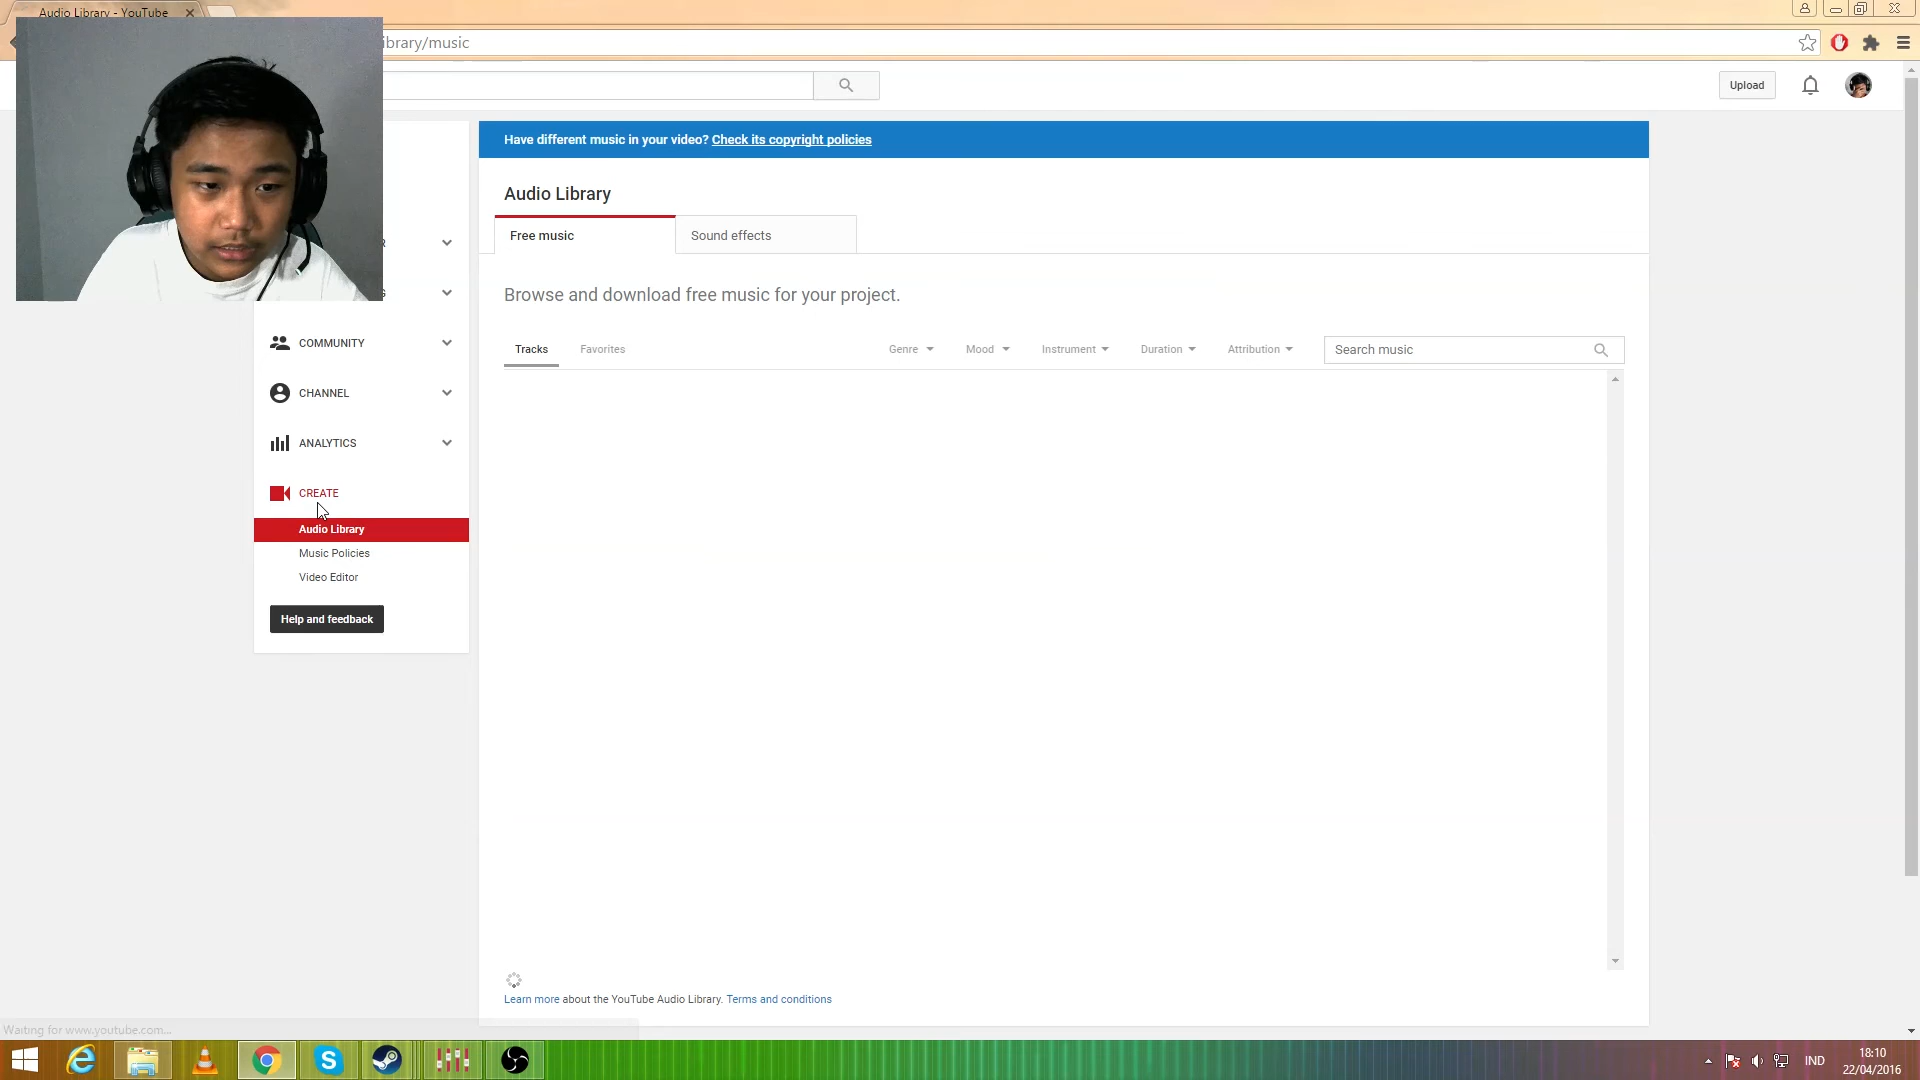 Audio Library - YouTube
ibrary/music
Upload
Have different music in your video? Check its copyright policies
Audio Library
Free music
Sound effects
Browse and download free music for your project.
Tracks
Favorites
Genre
Mood
Instrument
Duration
Attribution
Search music
COMMUNITY
CHANNEL
ANALYTICS
CREATE
Audio Library
Music Policies
Video Editor
Help and feedback
Learn more about the YouTube Audio Library. Terms and conditions
Waiting for www.youtube.com...
IND
18:10
22/04/2016